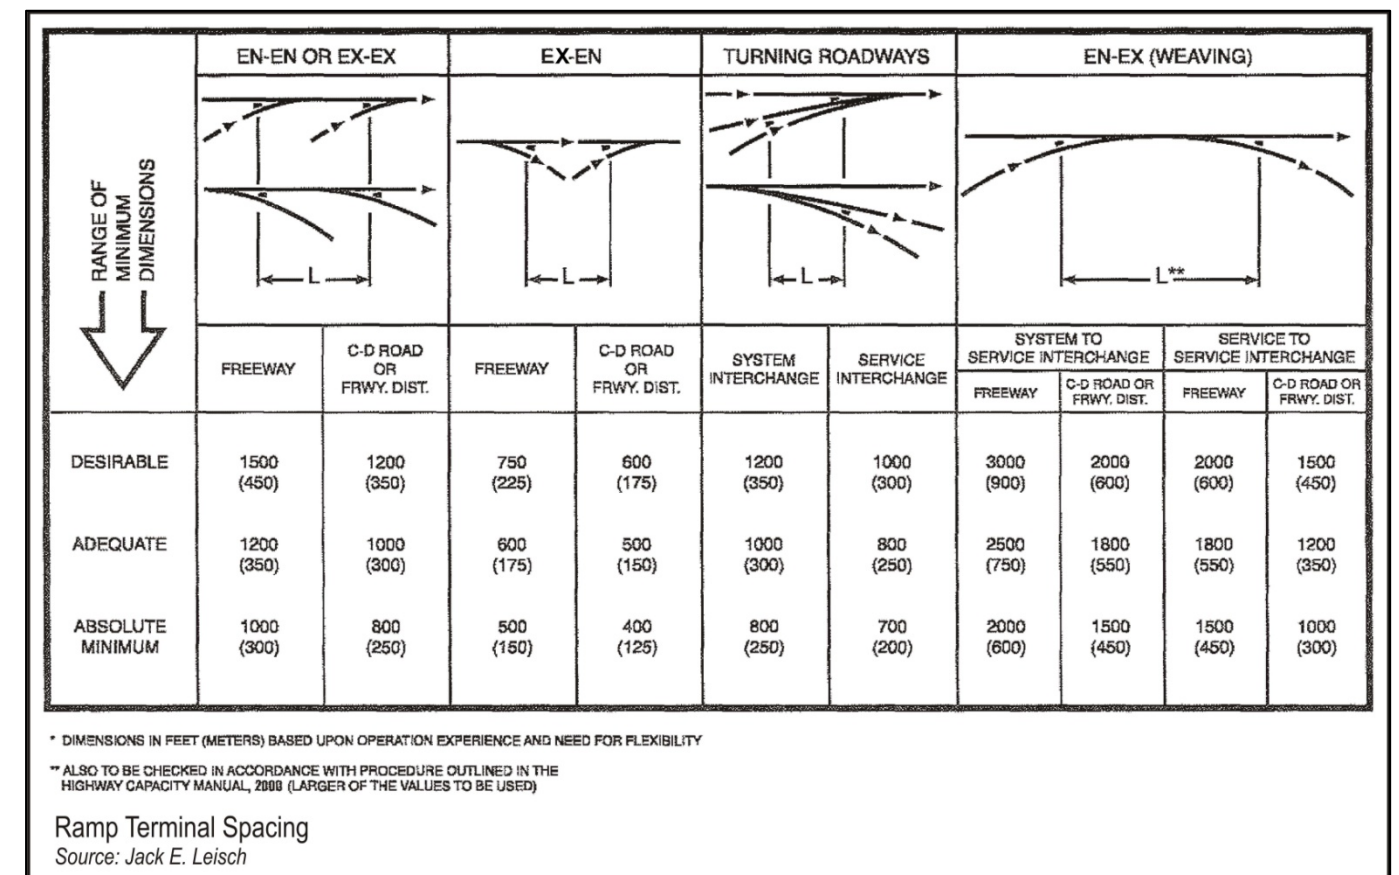 EN-EN OR EX-EX EX-EN TURNING ROADWAYS EN-EX (WEAVING)
RANGE OF
MINIMUM
DIMENSIONS
L L L L**
FREEWAY
C-D ROAD
OR
FRWY. DIST.
FREEWAY
C-D ROAD
OR
FRWY. DIST.
SYSTEM
INTERCHANGE
SERVICE
INTERCHANGE
SYSTEM TO
SERVICE INTERCHANGE
SERVICE TO
SERVICE INTERCHANGE
FREEWAY
C-D ROAD OR
FRWY. DIST.
FREEWAY
C-D ROAD OR
FRWY. DIST.
DESIRABLE 1500 1200 750 600 1200 1000 3000 2000 2000 1500
(450) (350) (225) (175) (350) (300) (900) (600) (600) (450)
ADEQUATE 1200 1000 600 500 1000 800 2500 1800 1800 1200
(350) (300) (175) (150) (300) (250) (750) (550) (550) (350)
ABSOLUTE 1000 800 500 400 800 700 2000 1500 1500 1000
MINIMUM (300) (250) (150) (125) (250) (200) (600) (450) (450) (300)
* DIMENSIONS IN FEET (METERS) BASED UPON OPERATION EXPERIENCE AND NEED FOR FLEXIBILITY
** ALSO TO BE CHECKED IN ACCORDANCE WITH PROCEDURE OUTLINED IN THE
HIGHWAY CAPACITY MANUAL, 2000 (LARGER OF THE VALUES TO BE USED)
Ramp Terminal Spacing
Source: Jack E. Leisch